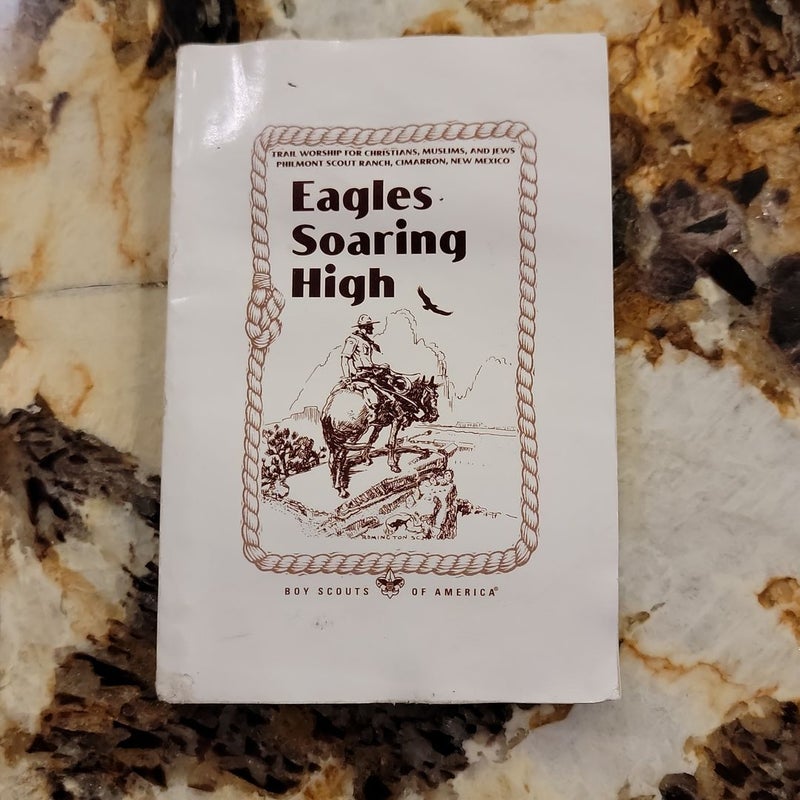 TRAIL WORSHIP FOR CHRISTIANS, MUSLIMS, AND JEWS
PHILMONT SCOUT RANCH, CIMARRON, NEW MEXICO
Eagles
Soaring
High
REMINGTON
BOY SCOUTS OF AMERICA®